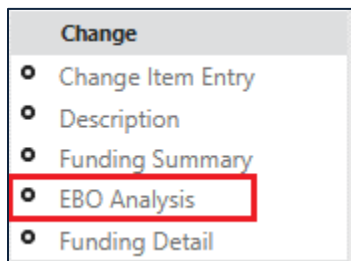 Change
Change Item Entry
Description
Funding Summary
EBO Analysis
Funding Detail